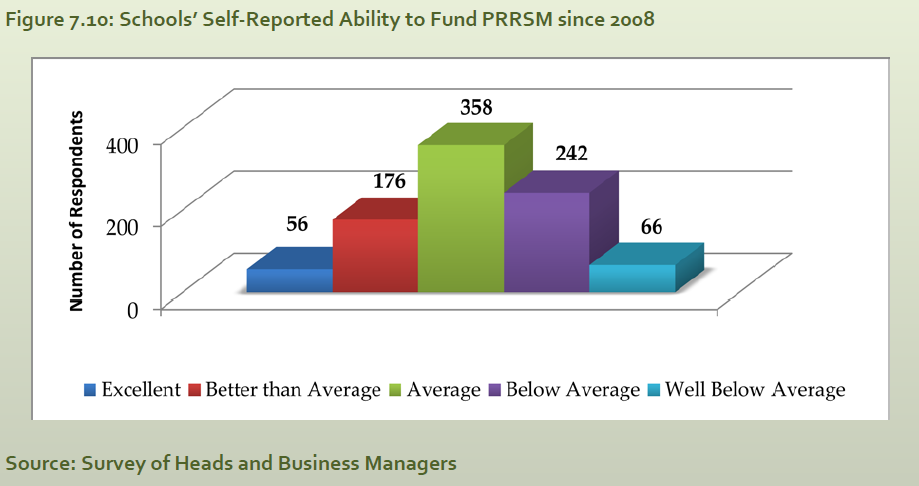 Figure 7.10: Schools' Self-Reported Ability to Fund PRRSM since 2008
Number of Respondents
400
200
0
56
176
358
242
66
Excellent Better than Average Average Below Average Well Below Average
Source: Survey of Heads and Business Managers